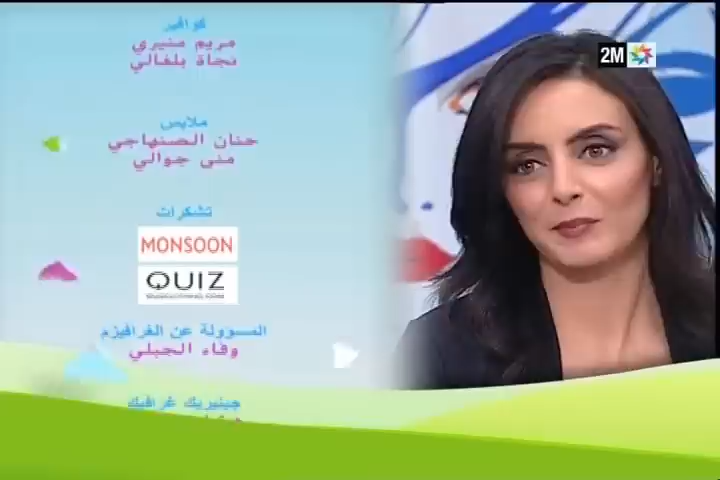 كوافير
مريم منيري
نجاة بلغالي
2M
ملابس
حنان الصنهاجي
منى جوالي
تشكرات
MONSOON
QUIZ
المسؤولة عن الغرافيزم
وفاء الجبلي
جينيريك غرافيك